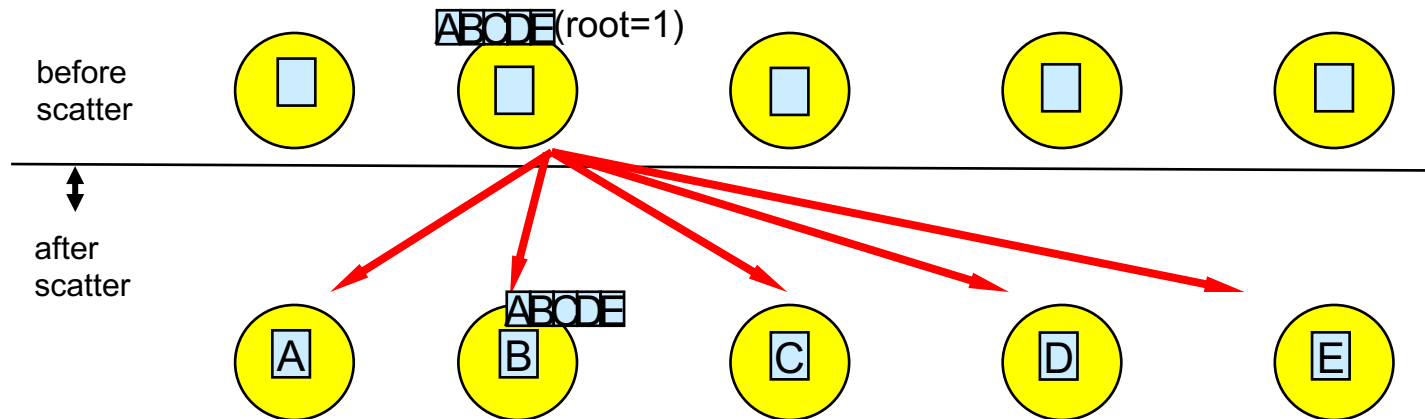 ABCDE(root=1)
before
scatter
after
scatter
ABCDE
A B C D E